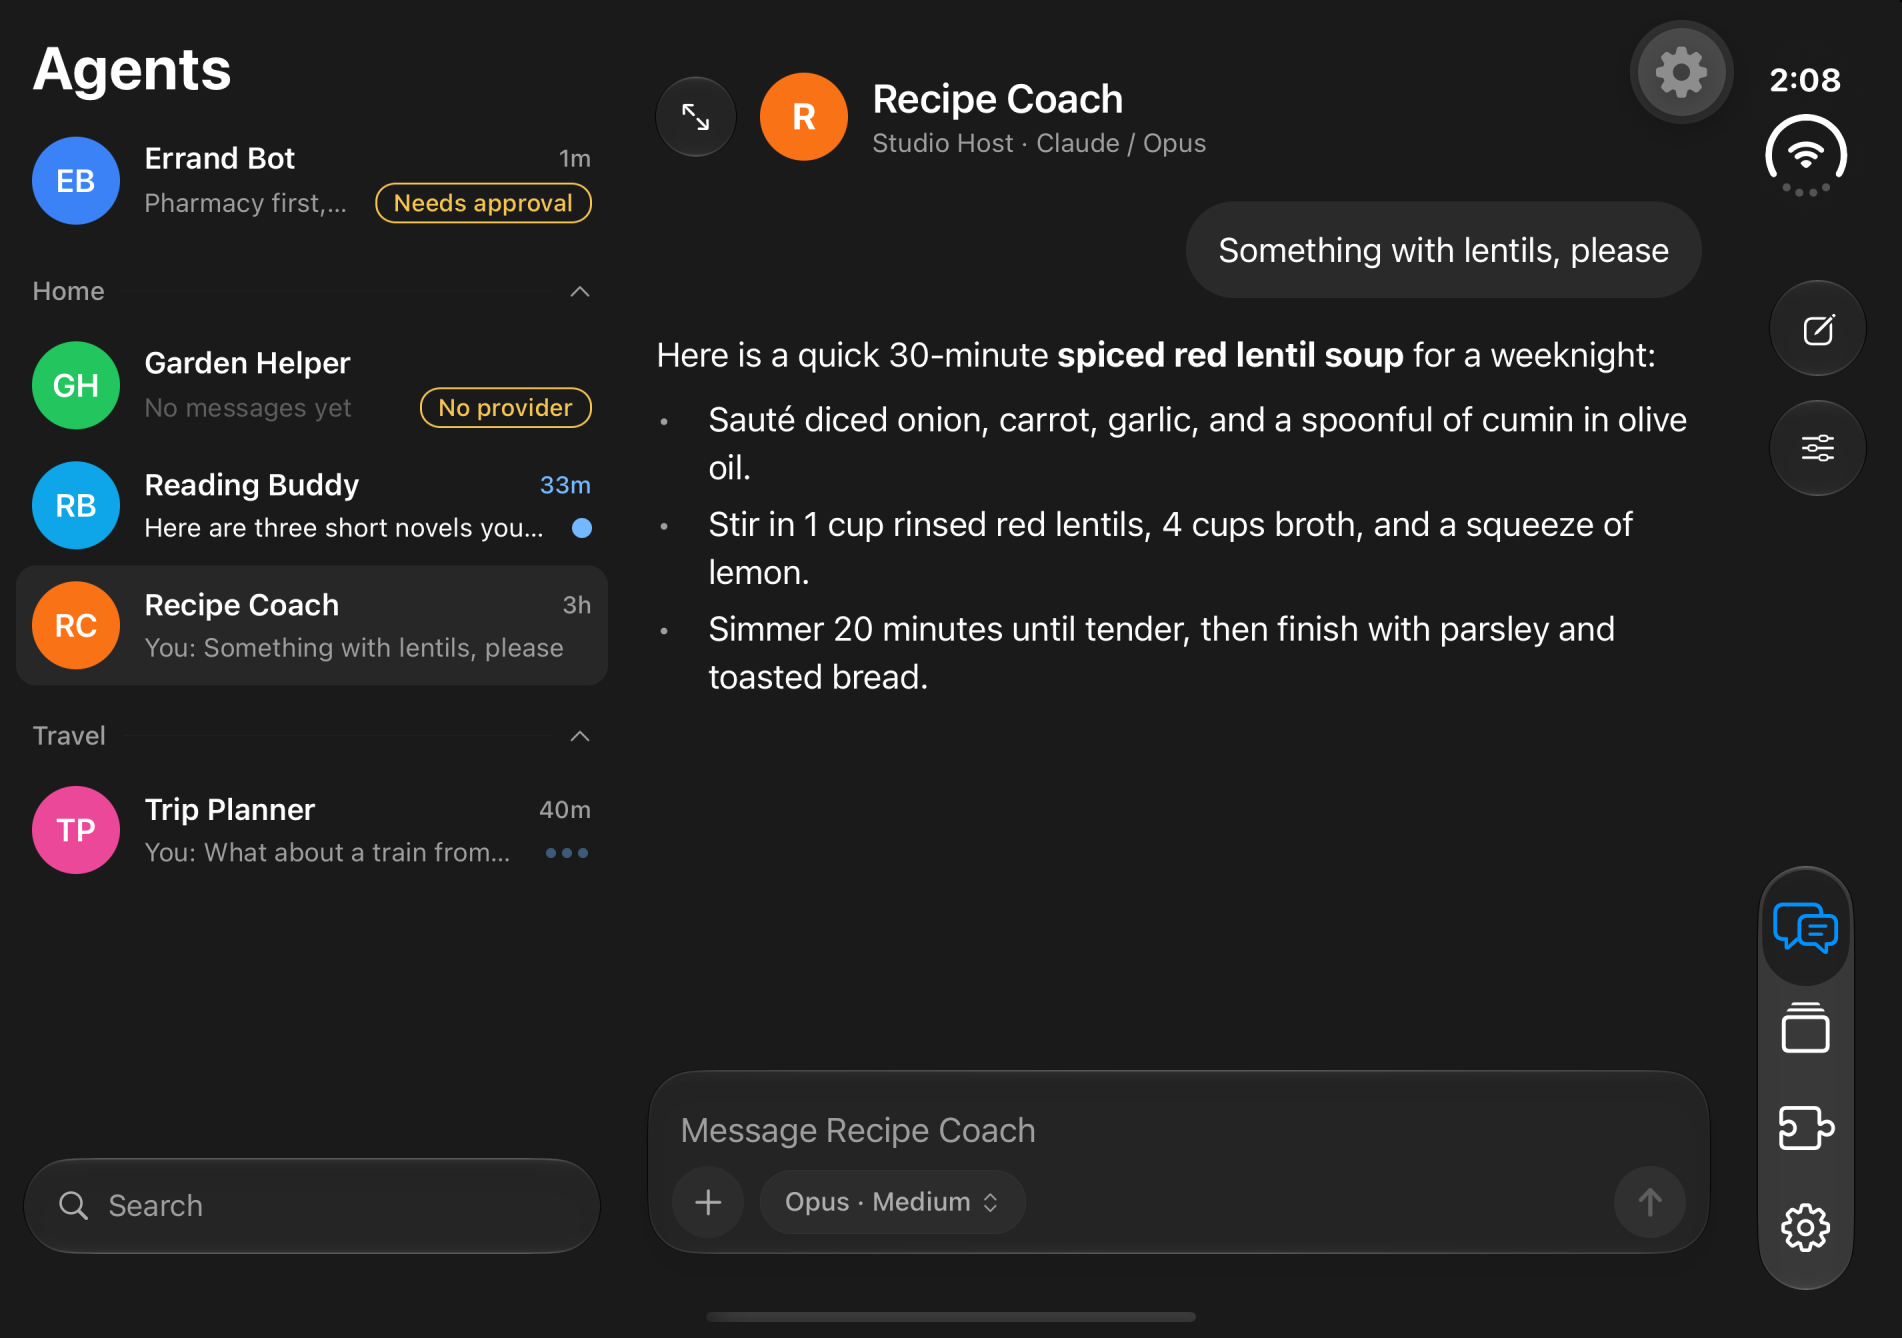 Agents
EB
Errand Bot
1m
Pharmacy first,...
Needs approval
Home
GH
Garden Helper
No messages yet
No provider
RB
Reading Buddy
33m
Here are three short novels you...
RC
Recipe Coach
3h
You: Something with lentils, please
Travel
TP
Trip Planner
40m
You: What about a train from...
Search
R
Recipe Coach
Studio Host · Claude / Opus
2:08
Something with lentils, please
Here is a quick 30-minute spiced red lentil soup for a weeknight:
• Sauté diced onion, carrot, garlic, and a spoonful of cumin in olive
oil.
• Stir in 1 cup rinsed red lentils, 4 cups broth, and a squeeze of
lemon.
• Simmer 20 minutes until tender, then finish with parsley and
toasted bread.
Message Recipe Coach
Opus · Medium